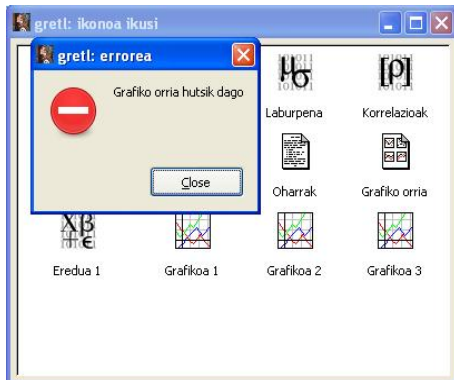 gretl: ikonoa ikusi
gretl: errorea
Grafiko orria hutsik dago
Close
Laburpena
Korrelazioak
Oharrak
Grafiko orria
Eredua 1
Grafikoa 1
Grafikoa 2
Grafikoa 3